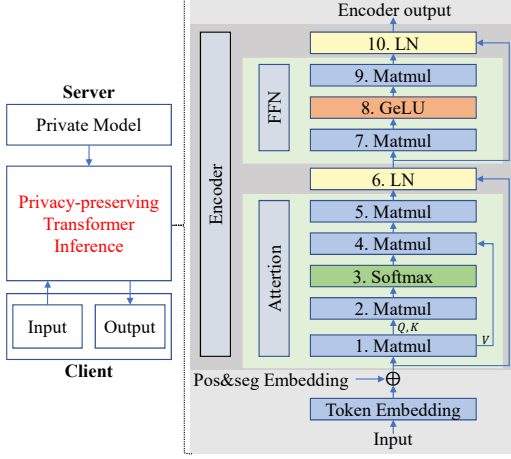 Server
Private Model
Privacy-preserving
Transformer
Inference
Input
Output
Client
Encoder output
Encoder
10. LN
FFN
9. Matmul
8. GeLU
7. Matmul
6. LN
Attertion
5. Matmul
4. Matmul
3. Softmax
2. Matmul
Q, K
V
1. Matmul
Pos&seg Embedding
Token Embedding
Input